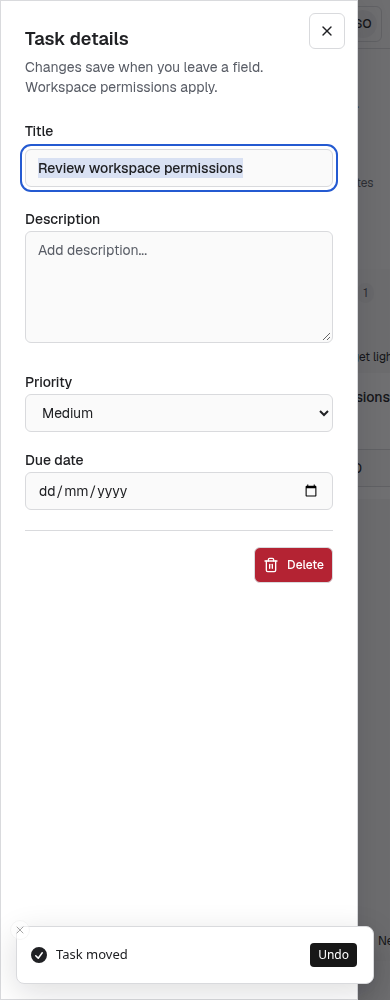 Task details
Changes save when you leave a field.
Workspace permissions apply.
Title
Review workspace permissions
Description
Add description...
Priority
Medium
Due date
dd/mm/yyyy
Delete
1
Task moved
Undo